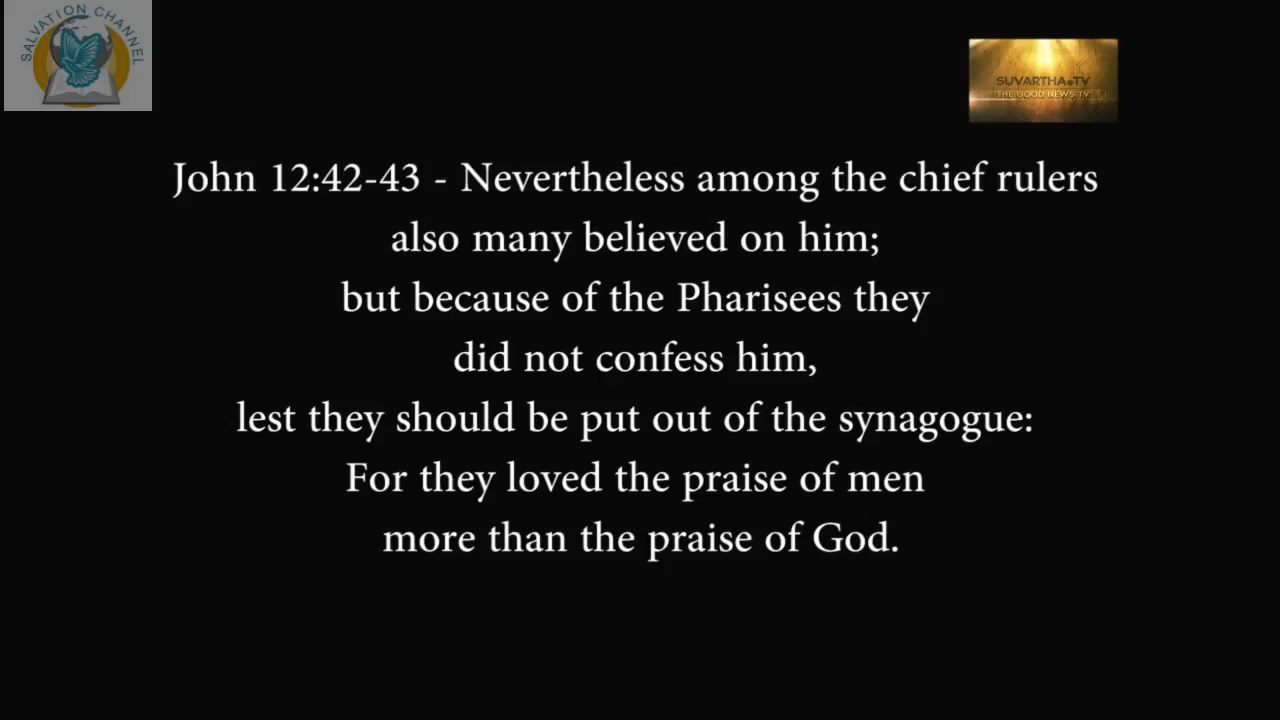 SALVATION CHANNEL
SUVARTHA.TV
THE GOOD NEWS TV
John 12:42-43 - Nevertheless among the chief rulers
also many believed on him;
but because of the Pharisees they
did not confess him,
lest they should be put out of the synagogue:
For they loved the praise of men
more than the praise of God.